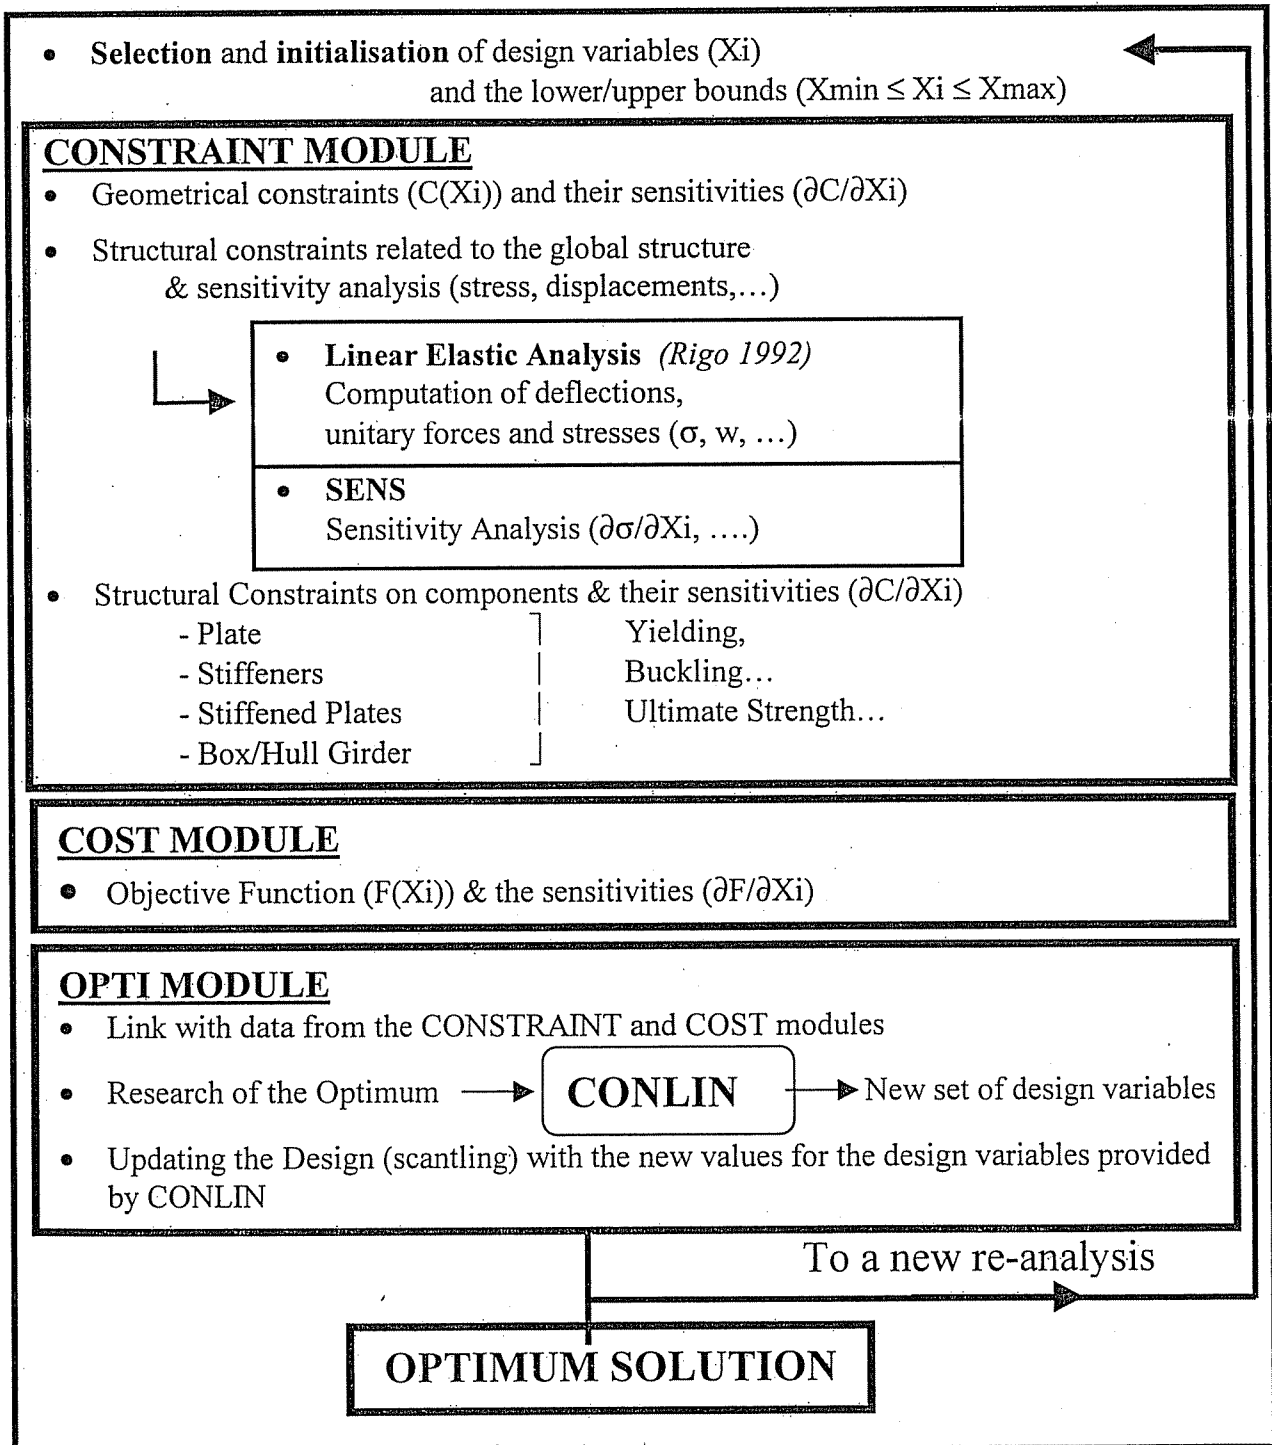 • Selection and initialisation of design variables (Xi)
and the lower/upper bounds (Xmin ≤ Xi ≤ Xmax)
CONSTRAINT MODULE
• Geometrical constraints (C(Xi)) and their sensitivities (∂C/∂Xi)
• Structural constraints related to the global structure
& sensitivity analysis (stress, displacements,…)
• Linear Elastic Analysis (Rigo 1992)
Computation of deflections,
unitary forces and stresses (σ, w, …)
• SENS
Sensitivity Analysis (∂σ/∂Xi, ….)
• Structural Constraints on components & their sensitivities (∂C/∂Xi)
- Plate Yielding,
- Stiffeners Buckling…
- Stiffened Plates Ultimate Strength…
- Box/Hull Girder
COST MODULE
• Objective Function (F(Xi)) & the sensitivities (∂F/∂Xi)
OPTI MODULE
• Link with data from the CONSTRAINT and COST modules
• Research of the Optimum CONLIN New set of design variables
• Updating the Design (scantling) with the new values for the design variables provided
by CONLIN
To a new re-analysis
OPTIMUM SOLUTION